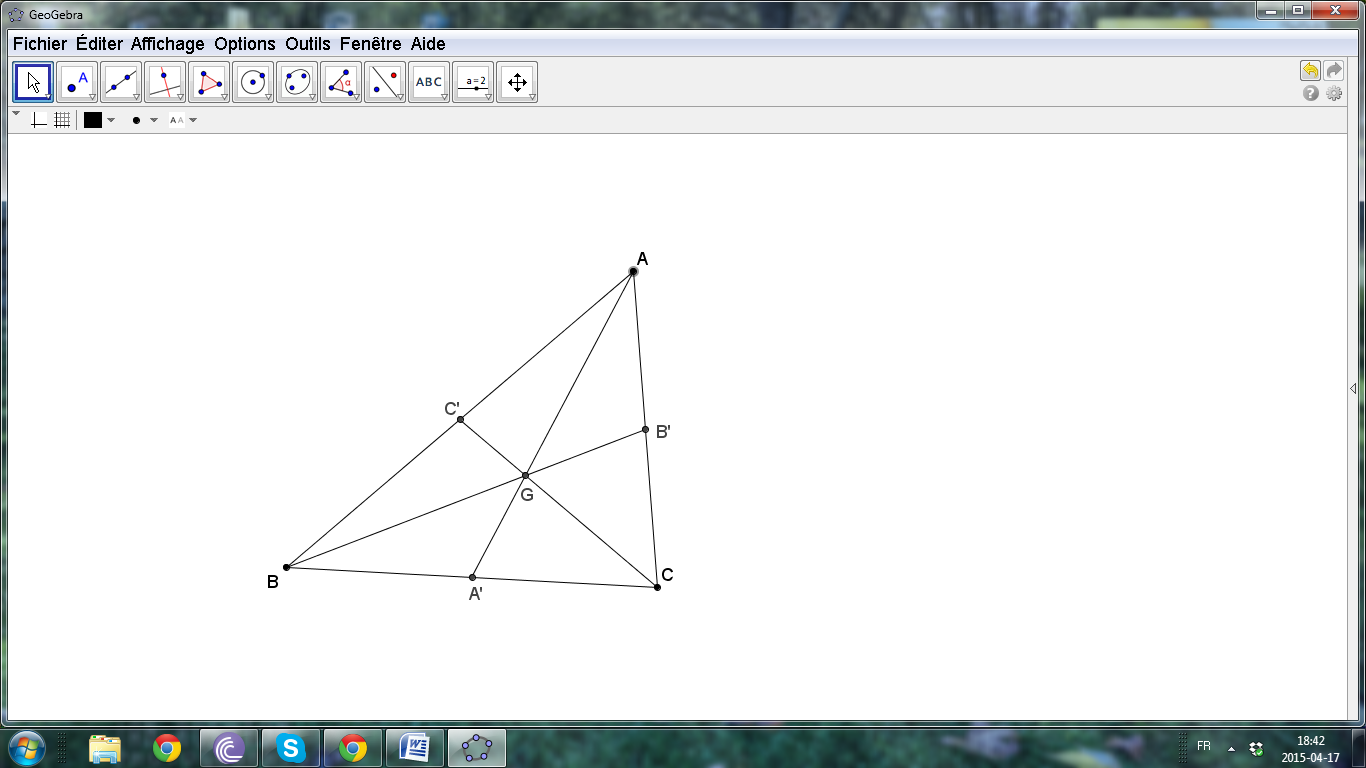 GeoGebra
Fichier Éditer Affichage Options Outils Fenêtre Aide
A α ABC a=2
A A
A
C'
B'
G
B
C
A'
FR 18:42
2015-04-17